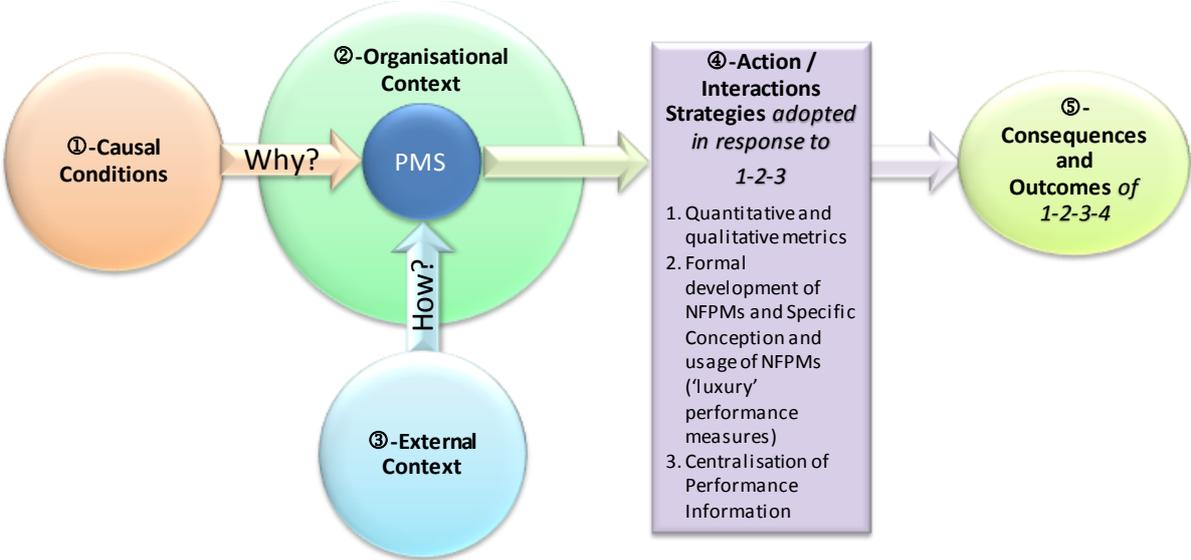 ①-Causal
Conditions
Why?
②-Organisational
Context
PMS
How?
③-External
Context
④-Action /
Interactions
Strategies adopted
in response to
1-2-3
1. Quantitative and
qualitative metrics
2. Formal
development of
NFPMs and Specific
Conception and
usage of NFPMs
(‘luxury’
performance
measures)
3. Centralisation of
Performance
Information
⑤-
Consequences
and
Outcomes of
1-2-3-4